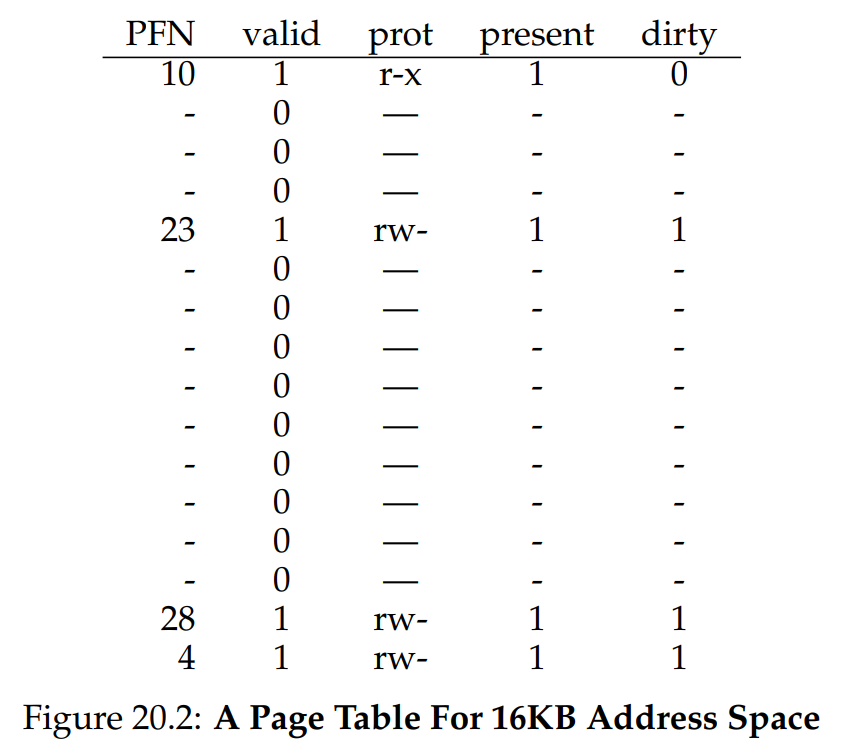 PFN valid prot present dirty
10 1 r-x 1 0
- 0 — - -
- 0 — - -
- 0 — - -
23 1 rw- 1 1
- 0 — - -
- 0 — - -
- 0 — - -
- 0 — - -
- 0 — - -
- 0 — - -
- 0 — - -
- 0 — - -
- 0 — - -
28 1 rw- 1 1
4 1 rw- 1 1
Figure 20.2: A Page Table For 16KB Address Space